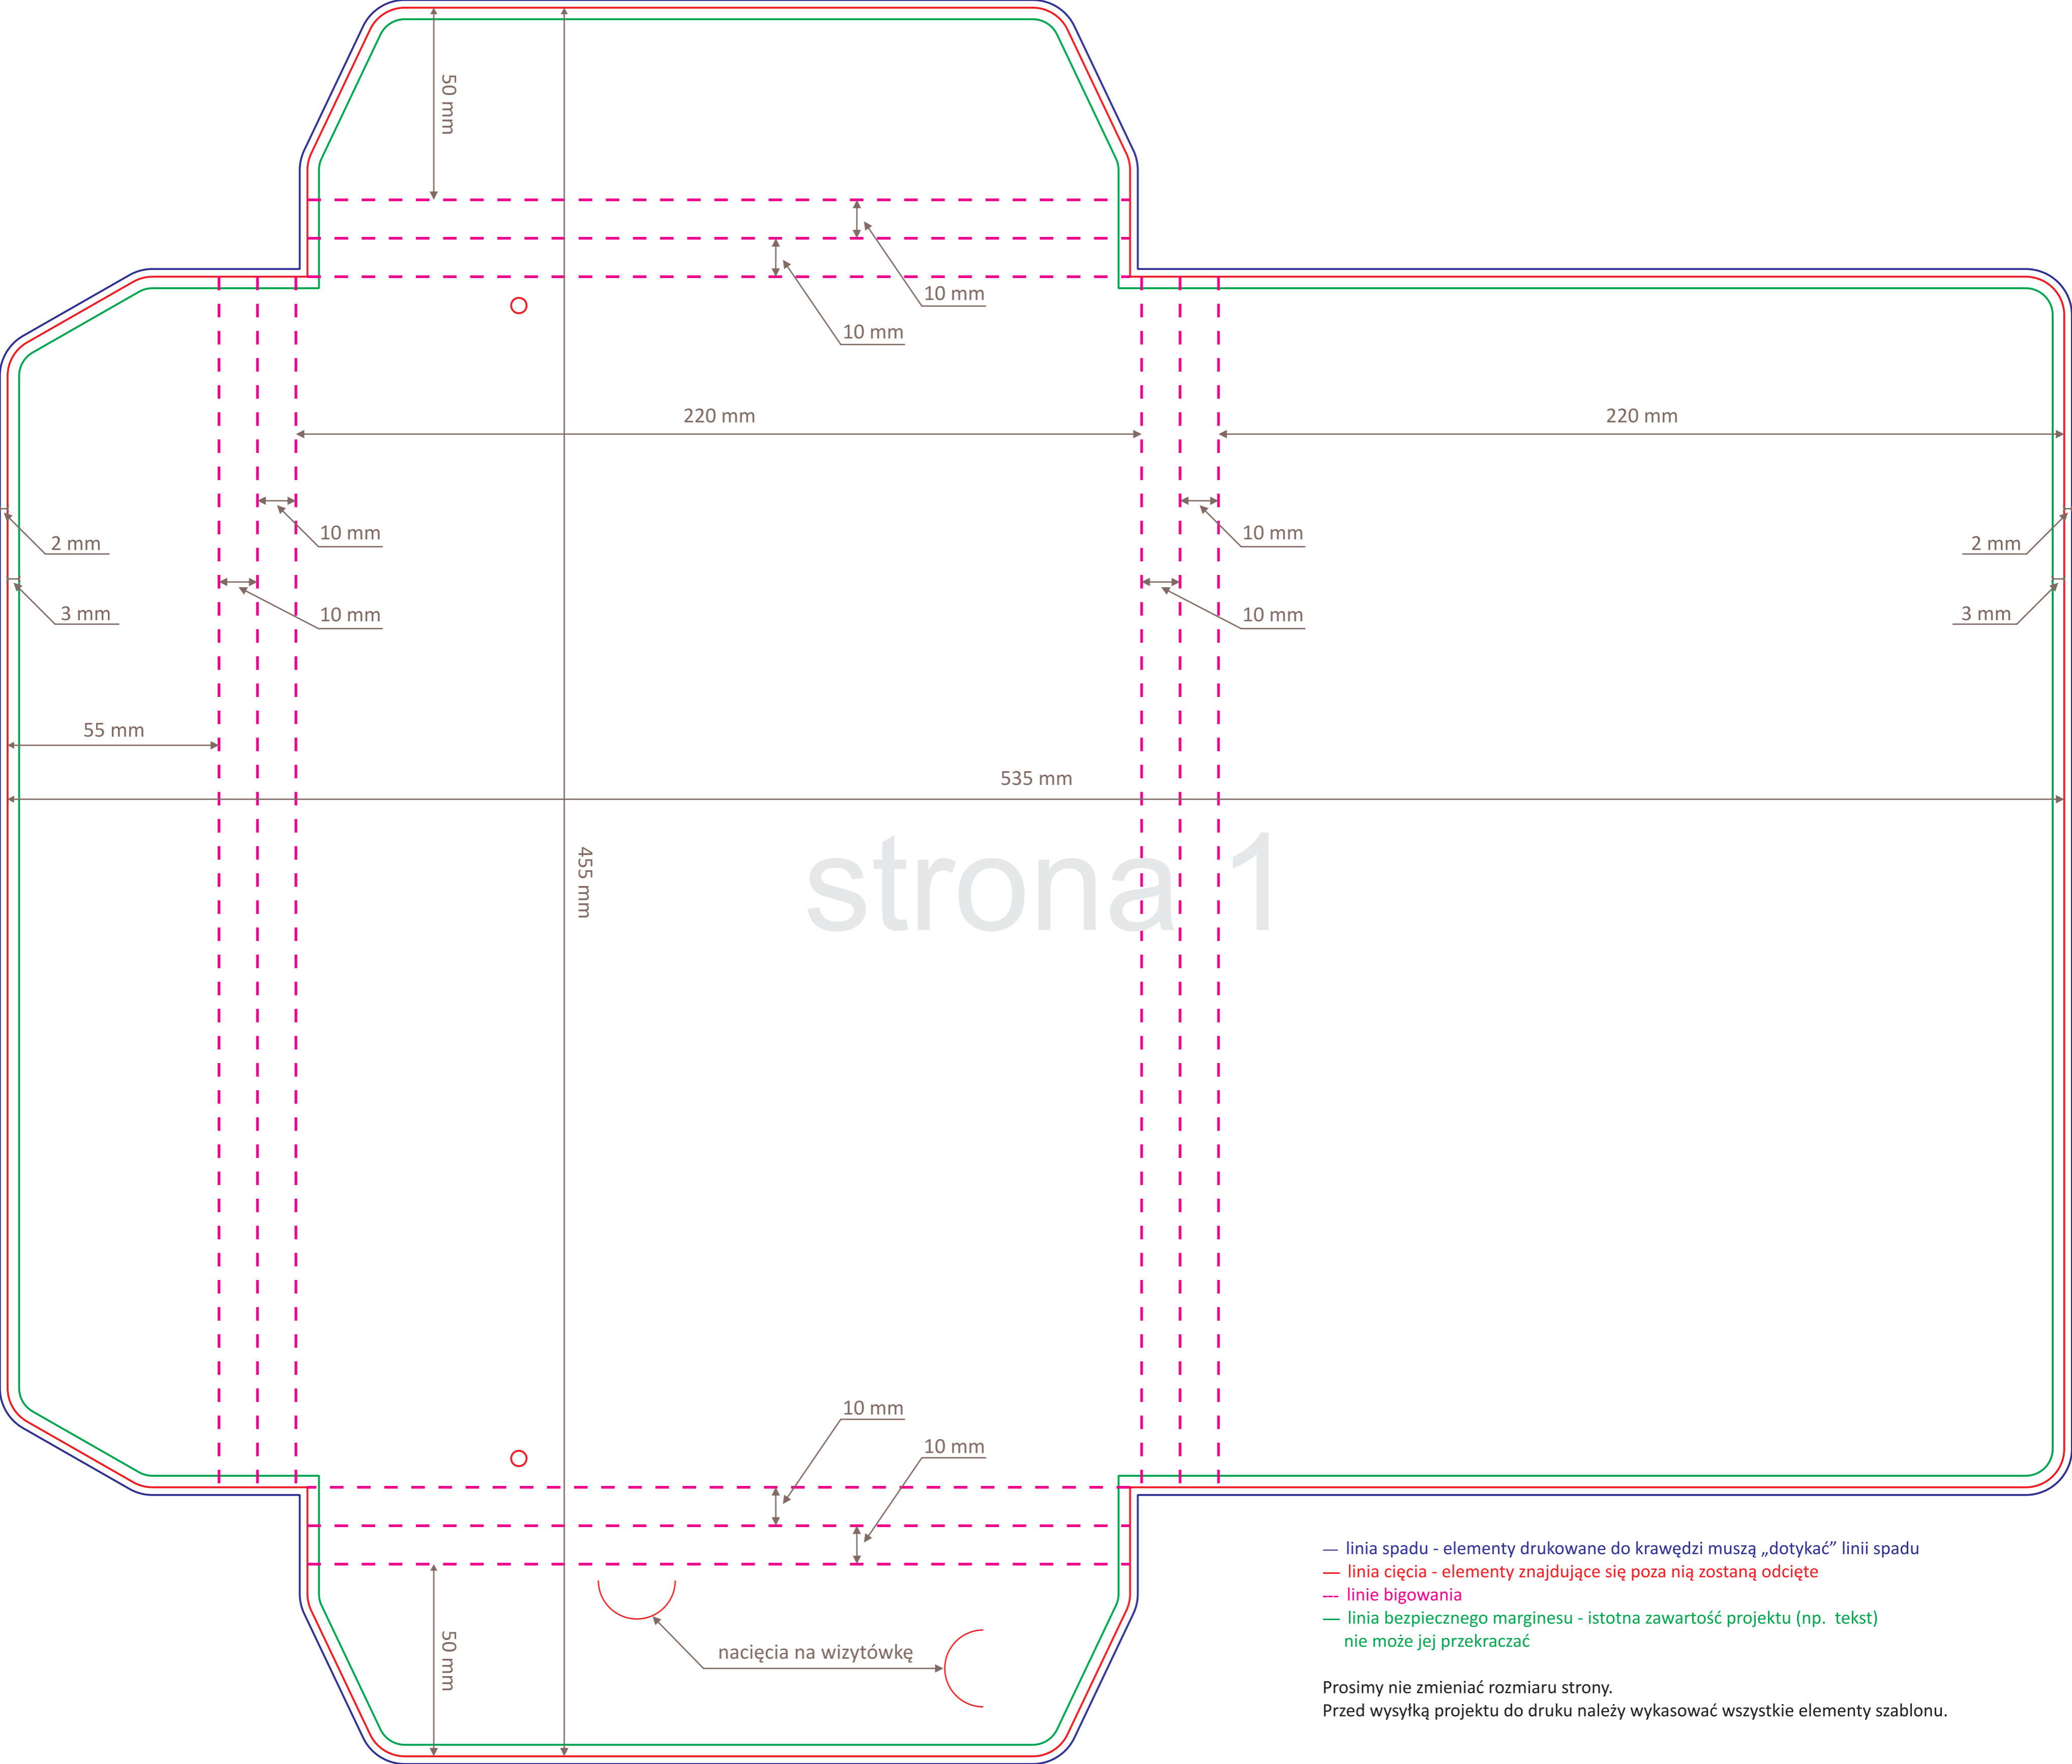 50 mm
10 mm
10 mm
220 mm
220 mm
10 mm
10 mm
2 mm
2 mm
10 mm
10 mm
3 mm
3 mm
55 mm
535 mm
strona 1
455 mm
10 mm
10 mm
— linia spadu - elementy drukowane do krawędzi muszą „dotykać” linii spadu
— linia cięcia - elementy znajdujące się poza nią zostaną odcięte
--- linie bigowania
— linia bezpiecznego marginesu - istotna zawartość projektu (np. tekst)
nie może jej przekraczać
50 mm
nacięcia na wizytówkę
Prosimy nie zmieniać rozmiaru strony.
Przed wysyłką projektu do druku należy wykasować wszystkie elementy szablonu.